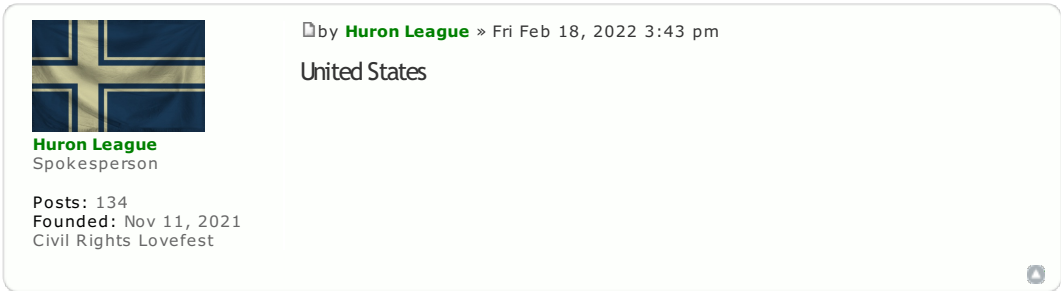 by Huron League » Fri Feb 18, 2022 3:43 pm
United States
Huron League
Spokesperson
Posts: 134
Founded: Nov 11, 2021
Civil Rights Lovefest